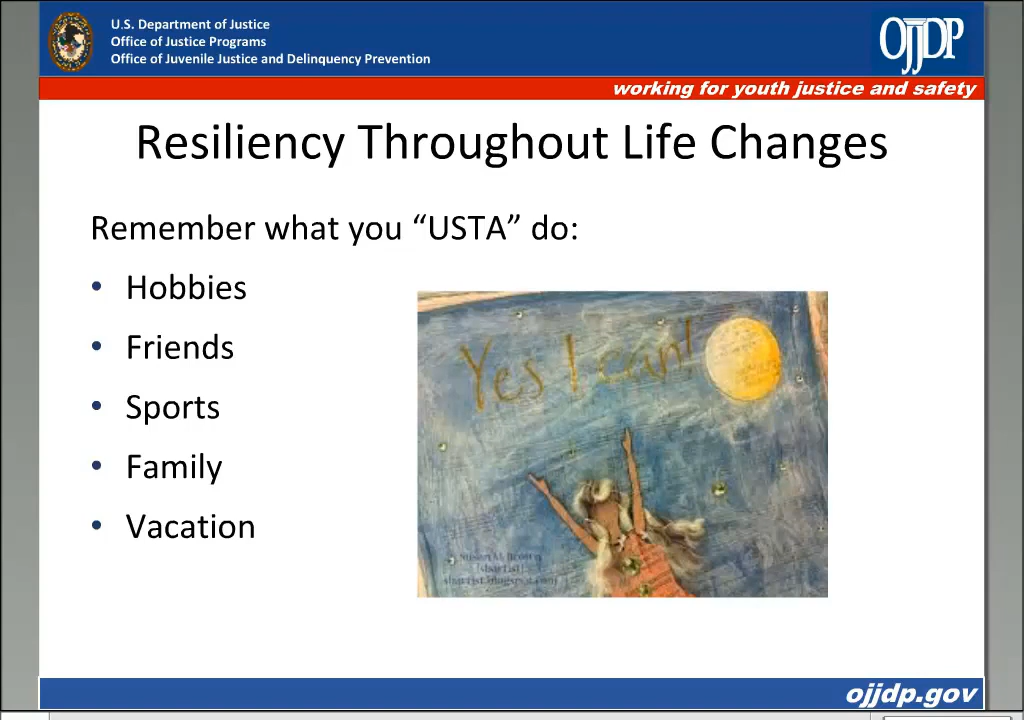 U.S. Department of Justice
Office of Justice Programs
Office of Juvenile Justice and Delinquency Prevention
OJJDP
working for youth justice and safety
Resiliency Throughout Life Changes
Remember what you “USTA” do:
• Hobbies
• Friends
• Sports
• Family
• Vacation
Yes I can!
Susan M. Brown
ojjdp.gov